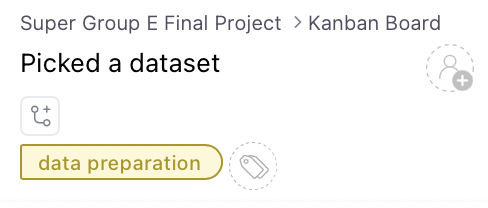 Super Group E Final Project > Kanban Board
Picked a dataset
data preparation